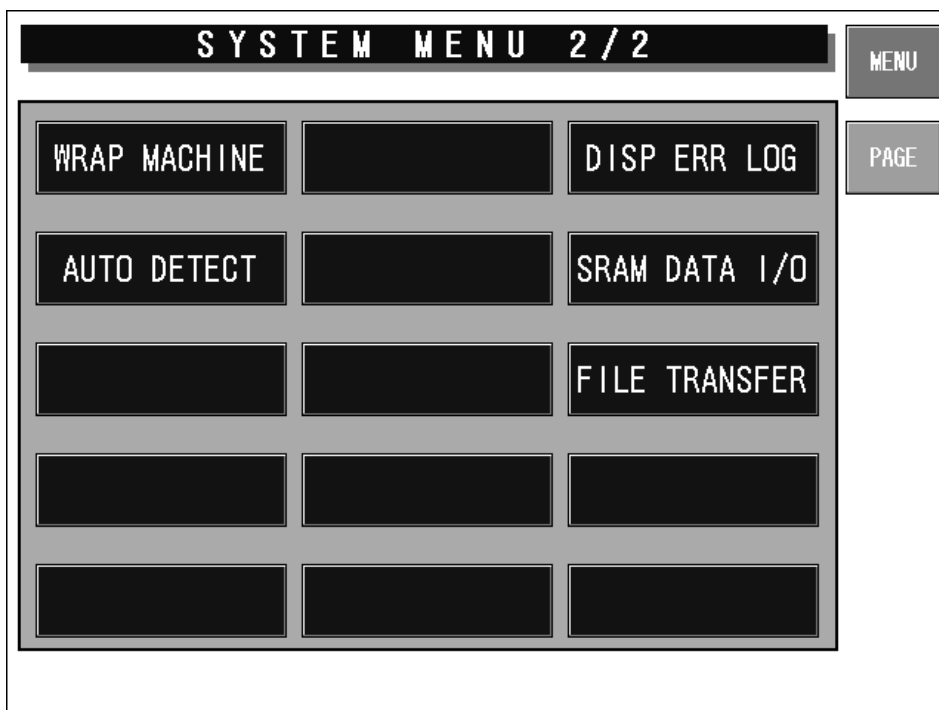 SYSTEM MENU 2/2
MENU
WRAP MACHINE
DISP ERR LOG
PAGE
AUTO DETECT
SRAM DATA I/O
FILE TRANSFER